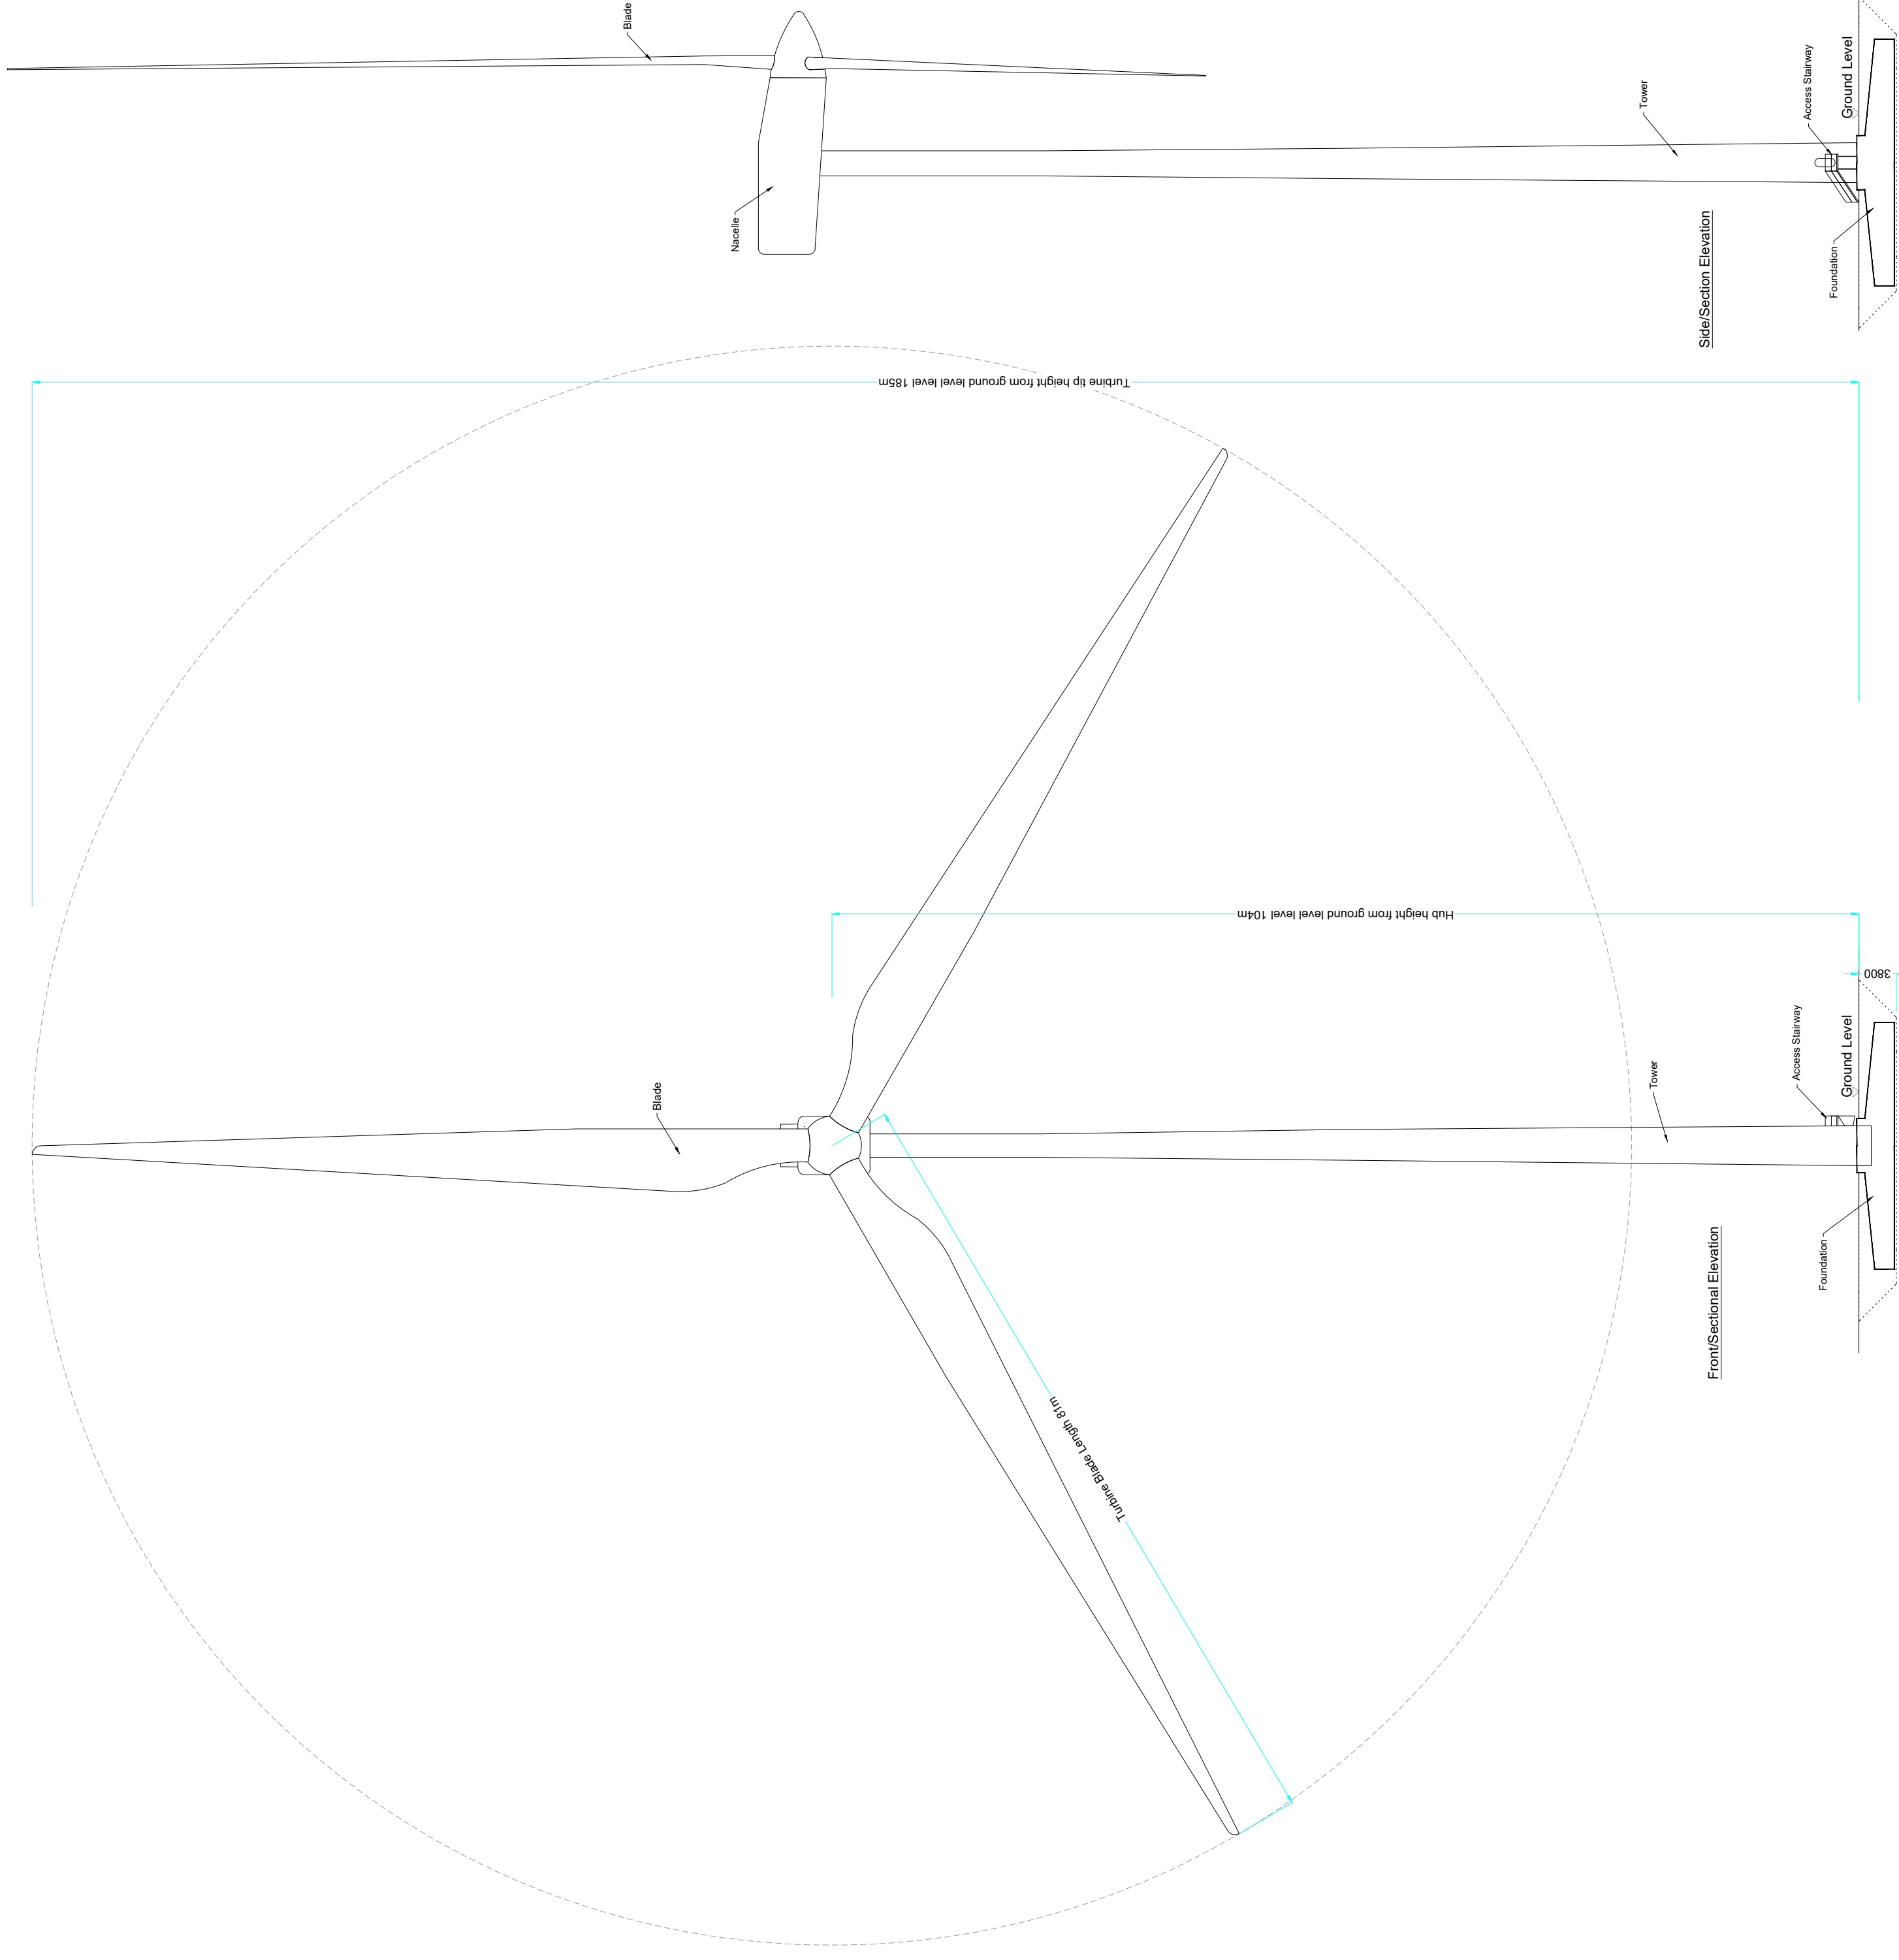 Blade
Nacelle
Tower
Access Stairway
Ground Level
Foundation
Side/Section Elevation
Turbine tip height from ground level level 185m
Hub height from ground level level 104m
3800
Blade
Tower
Access Stairway
Ground Level
Foundation
Front/Sectional Elevation
Turbine Blade Length 81m